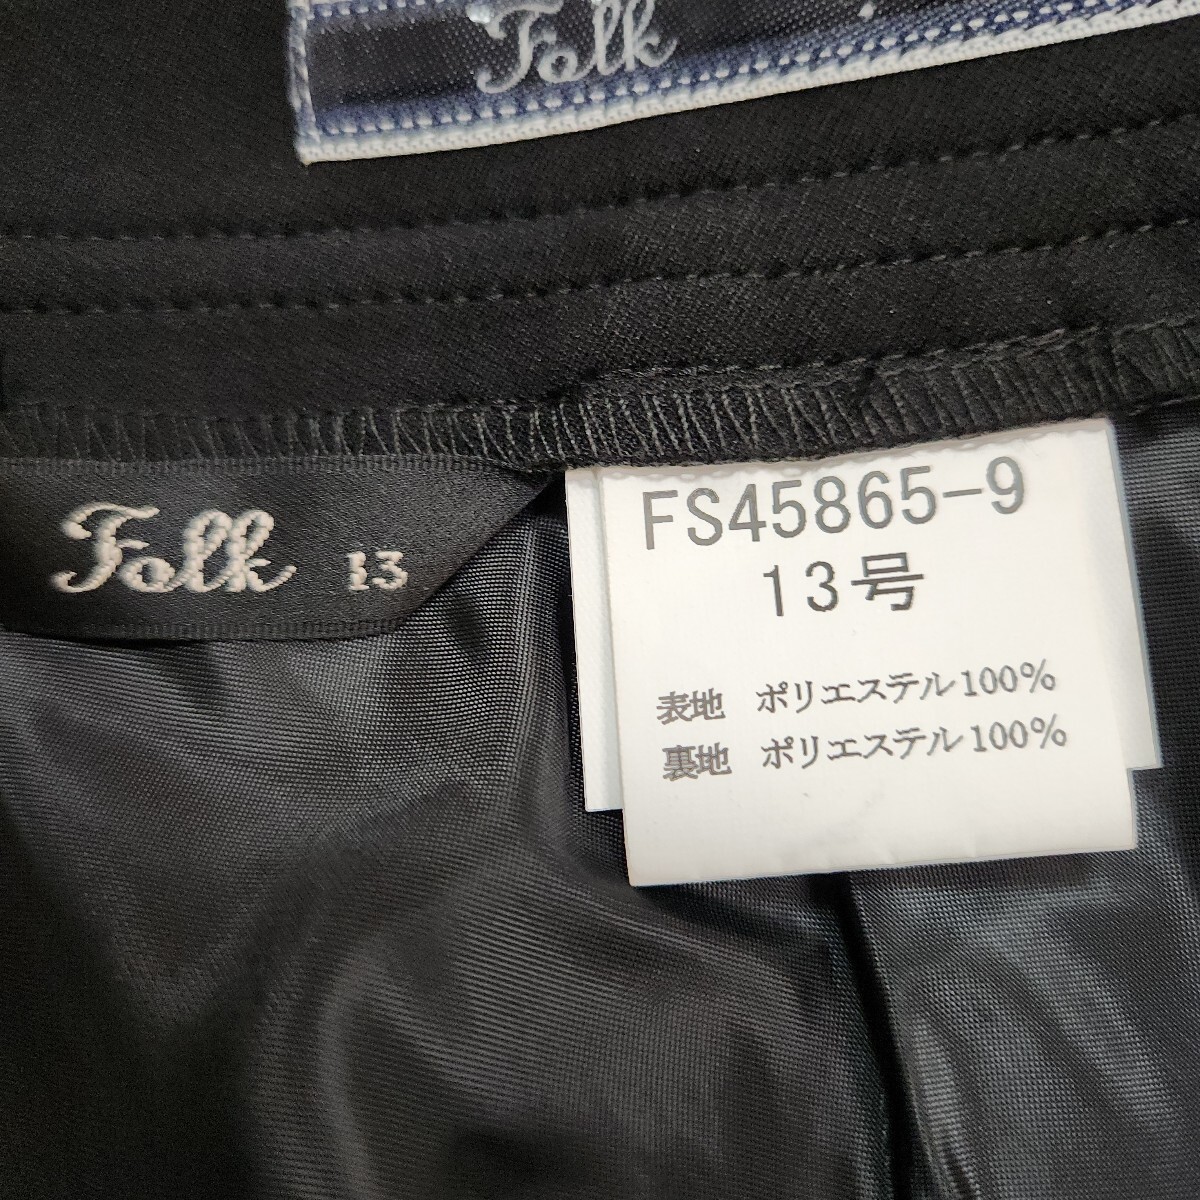 Folk
Folk 13
FS45865-9
13号
表地 ポリエステル100%
裏地 ポリエステル100%